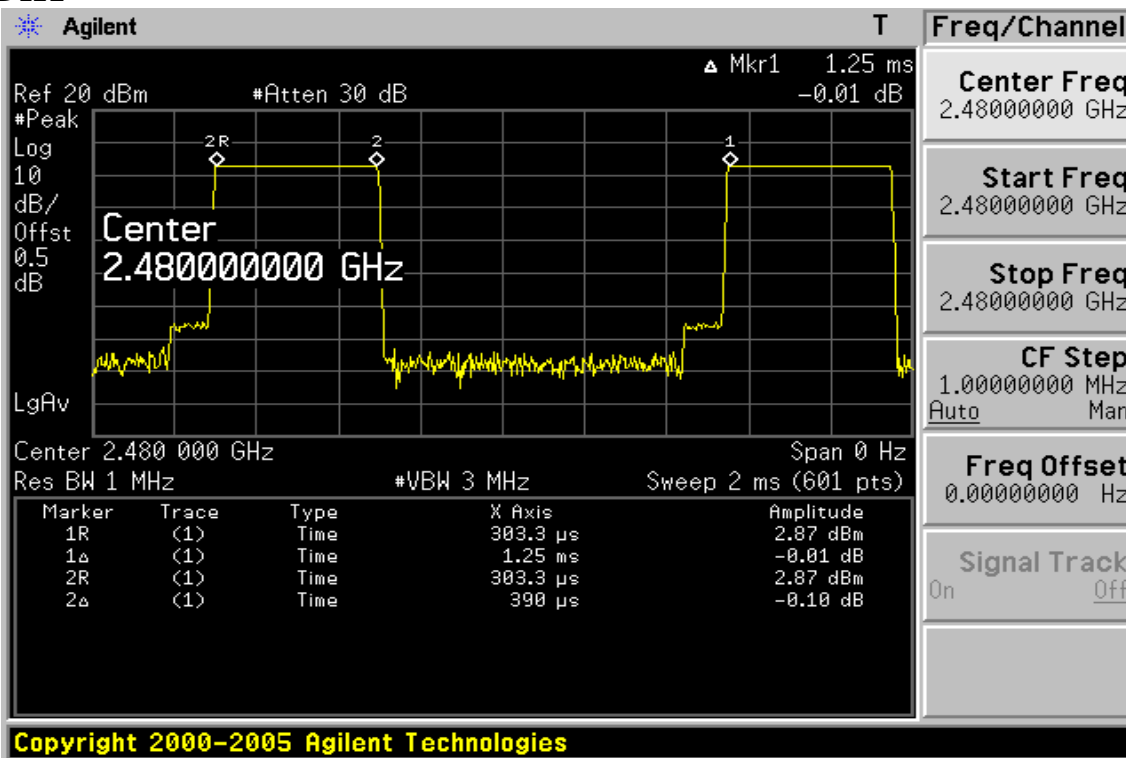 Agilent T
Freq/Channel
▵ Mkr1 1.25 ms
Ref 20 dBm #Atten 30 dB -0.01 dB
#Peak
Log
10
dB/
Offst
0.5
dB
2R 2 1
Center
2.480000000 GHz
LgAv
Center 2.480 000 GHz Span 0 Hz
Res BW 1 MHz #VBW 3 MHz Sweep 2 ms (601 pts)
Marker Trace Type X Axis Amplitude
1R (1) Time 303.3 µs 2.87 dBm
1▵ (1) Time 1.25 ms -0.01 dB
2R (1) Time 303.3 µs 2.87 dBm
2▵ (1) Time 390 µs -0.10 dB
Center Freq
2.48000000 GHz
Start Freq
2.48000000 GHz
Stop Freq
2.48000000 GHz
CF Step
1.00000000 MHz
Auto Man
Freq Offset
0.00000000 Hz
Signal Track
On Off
Copyright 2000-2005 Agilent Technologies